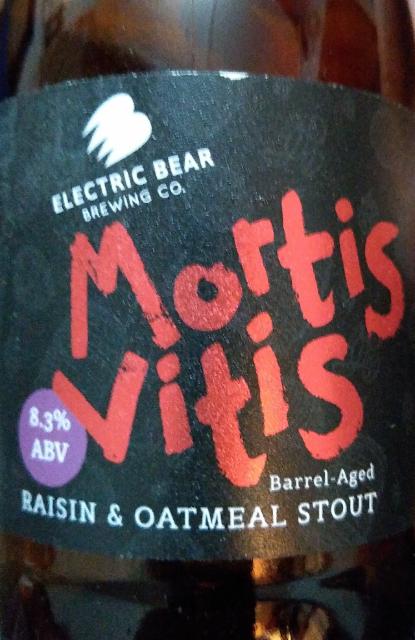 ELECTRIC BEAR
BREWING CO.
Mortis
Vitis
8.3%
ABV
Barrel-Aged
RAISIN & OATMEAL STOUT